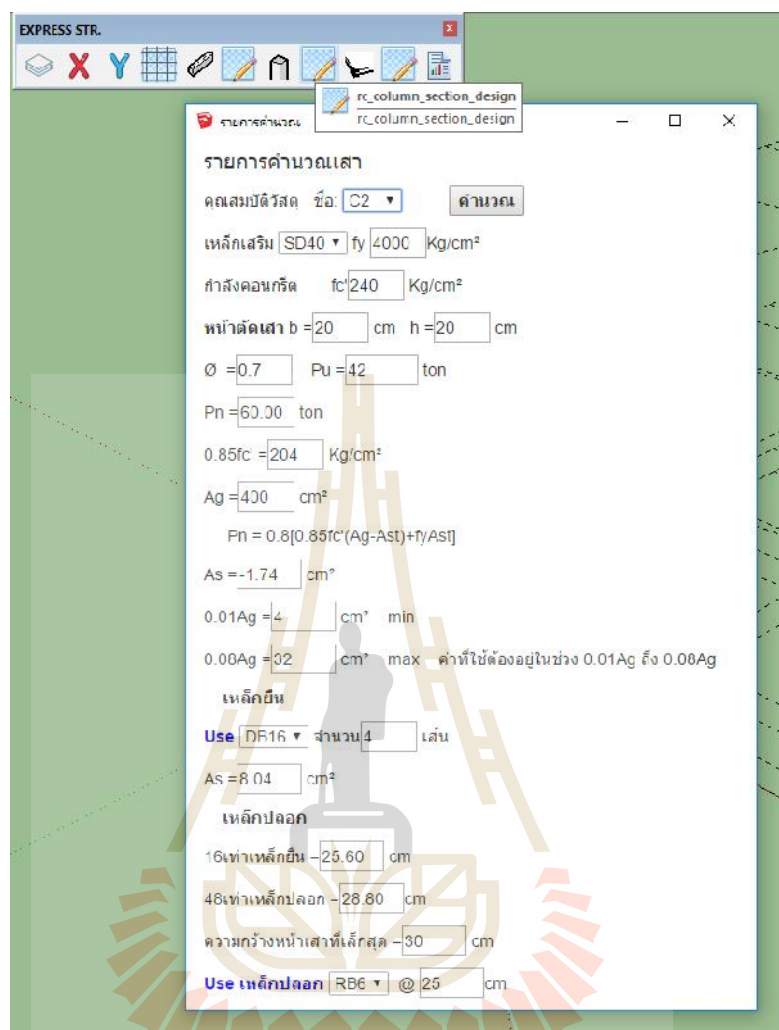 EXPRESS STR.
rc_column_section_design
rc_column_section_design
รายการคำนวณ
รายการคำนวณเสา
คุณสมบัติวัสดุ ชื่อ: C2 คำนวณ
เหล็กเสริม SD40 fy 4000 Kg/cm²
กำลังคอนกรีต fc' 240 Kg/cm²
หน้าตัดเสา b = 20 cm h = 20 cm
Ø = 0.7 Pu = 42 ton
Pn = 60.00 ton
0.85fc = 204 Kg/cm²
Ag = 400 cm²
Pn = 0.8[0.85fc'(Ag-Ast)+fyAst]
As = -1.74 cm²
0.01Ag = 4 cm² min
0.08Ag = 32 cm² max ค่าที่ใช้ต้องอยู่ในช่วง 0.01Ag ถึง 0.08Ag
เหล็กยืน
Use DB16 จำนวน 4 เส้น
As = 8.04 cm²
เหล็กปลอก
16เท่าเหล็กยืน = 25.60 cm
48เท่าเหล็กปลอก = 28.80 cm
ความกว้างหน้าเสาที่เล็กสุด = 30 cm
Use เหล็กปลอก RB6 @ 25 cm